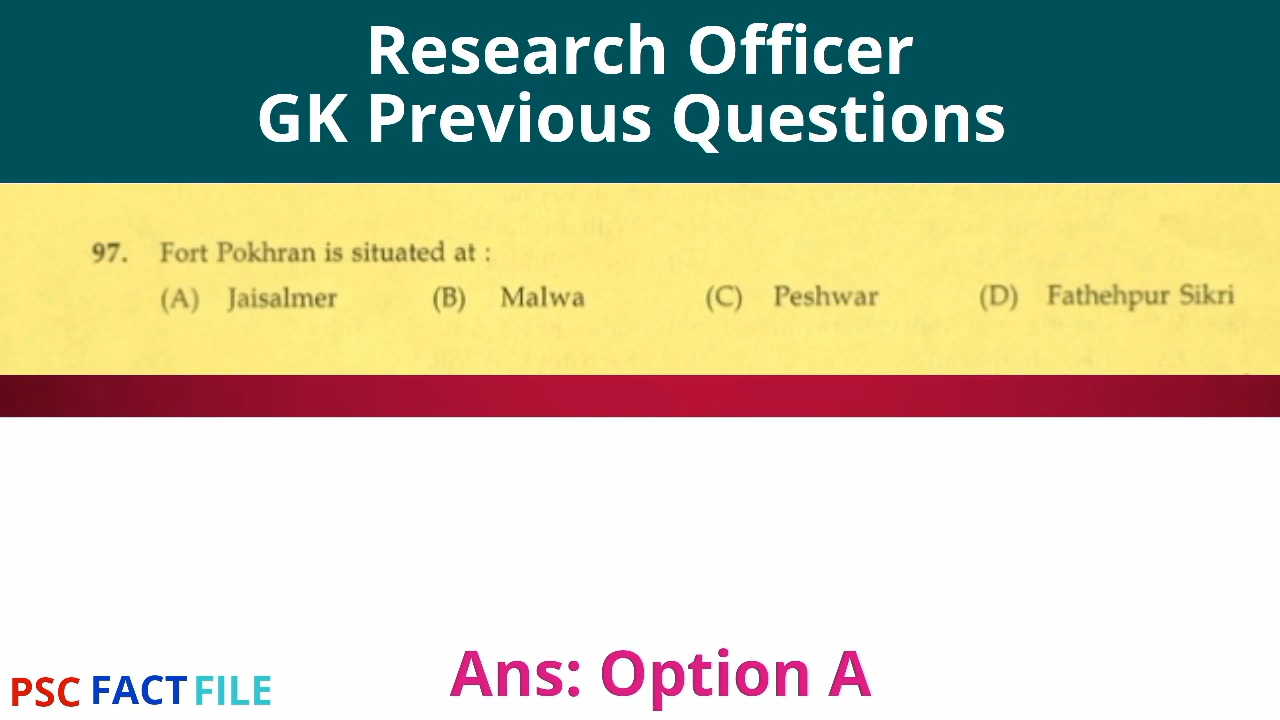 Research Officer
GK Previous Questions
97. Fort Pokhran is situated at :
(A) Jaisalmer (B) Malwa (C) Peshwar (D) Fathehpur Sikri
Ans: Option A
PSC FACT FILE